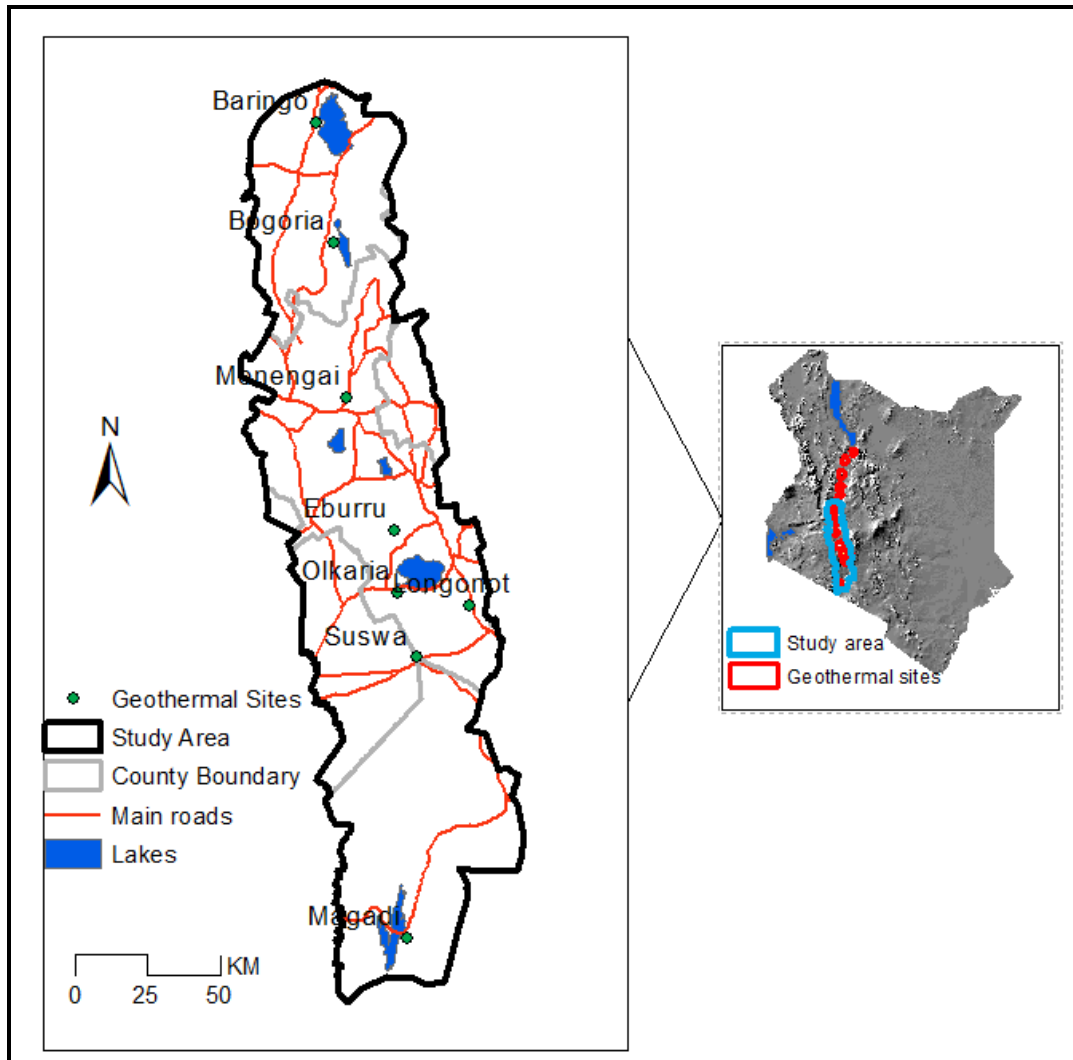 Baringo
Bogoria
Menengai
N
Eburru
Olkaria
Longonot
Suswa
Geothermal Sites
Study Area
County Boundary
Main roads
Lakes
Magadi
KM
0 25 50
Study area
Geothermal sites